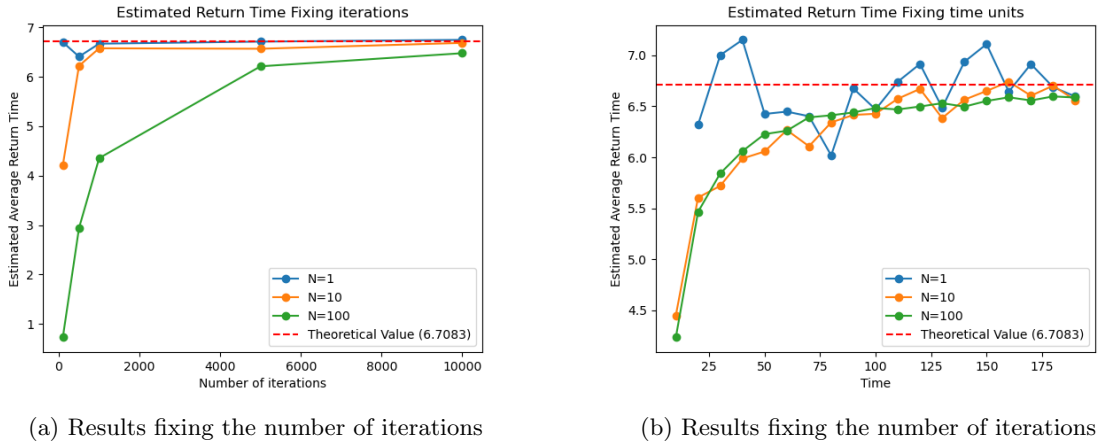 Estimated Return Time Fixing iterations
7
6
5
4
3
2
1
Estimated Average Return Time
N=1
N=10
N=100
Theoretical Value (6.7083)
0 2000 4000 6000 8000 10000
Number of iterations
(a) Results fixing the number of iterations
Estimated Return Time Fixing time units
7.0
6.5
6.0
5.5
5.0
4.5
Estimated Average Return Time
N=1
N=10
N=100
Theoretical Value (6.7083)
25 50 75 100 125 150 175
Time
(b) Results fixing the number of iterations